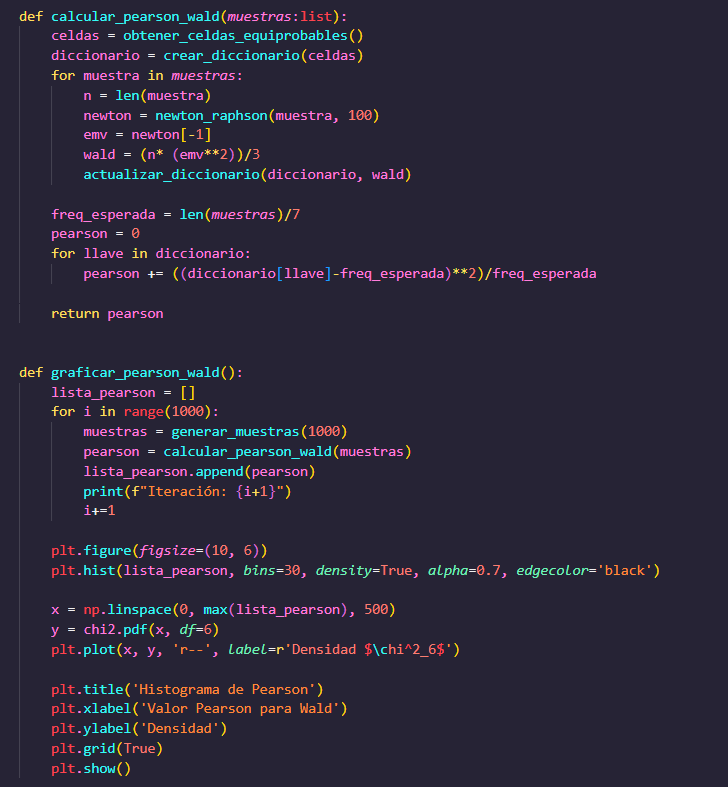 def calcular_pearson_wald(muestras:list):
    celdas = obtener_celdas_equiprobables()
    diccionario = crear_diccionario(celdas)
    for muestra in muestras:
        n = len(muestra)
        newton = newton_raphson(muestra, 100)
        emv = newton[-1]
        wald = (n* (emv**2))/3
        actualizar_diccionario(diccionario, wald)

    freq_esperada = len(muestras)/7
    pearson = 0
    for llave in diccionario:
        pearson += ((diccionario[llave]-freq_esperada)**2)/freq_esperada

    return pearson


def graficar_pearson_wald():
    lista_pearson = []
    for i in range(1000):
        muestras = generar_muestras(1000)
        pearson = calcular_pearson_wald(muestras)
        lista_pearson.append(pearson)
        print(f"Iteración: {i+1}")
        i+=1

    plt.figure(figsize=(10, 6))
    plt.hist(lista_pearson, bins=30, density=True, alpha=0.7, edgecolor='black')

    x = np.linspace(0, max(lista_pearson), 500)
    y = chi2.pdf(x, df=6)
    plt.plot(x, y, 'r--', label=r'Densidad $\chi^2_6$')

    plt.title('Histograma de Pearson')
    plt.xlabel('Valor Pearson para Wald')
    plt.ylabel('Densidad')
    plt.grid(True)
    plt.show()